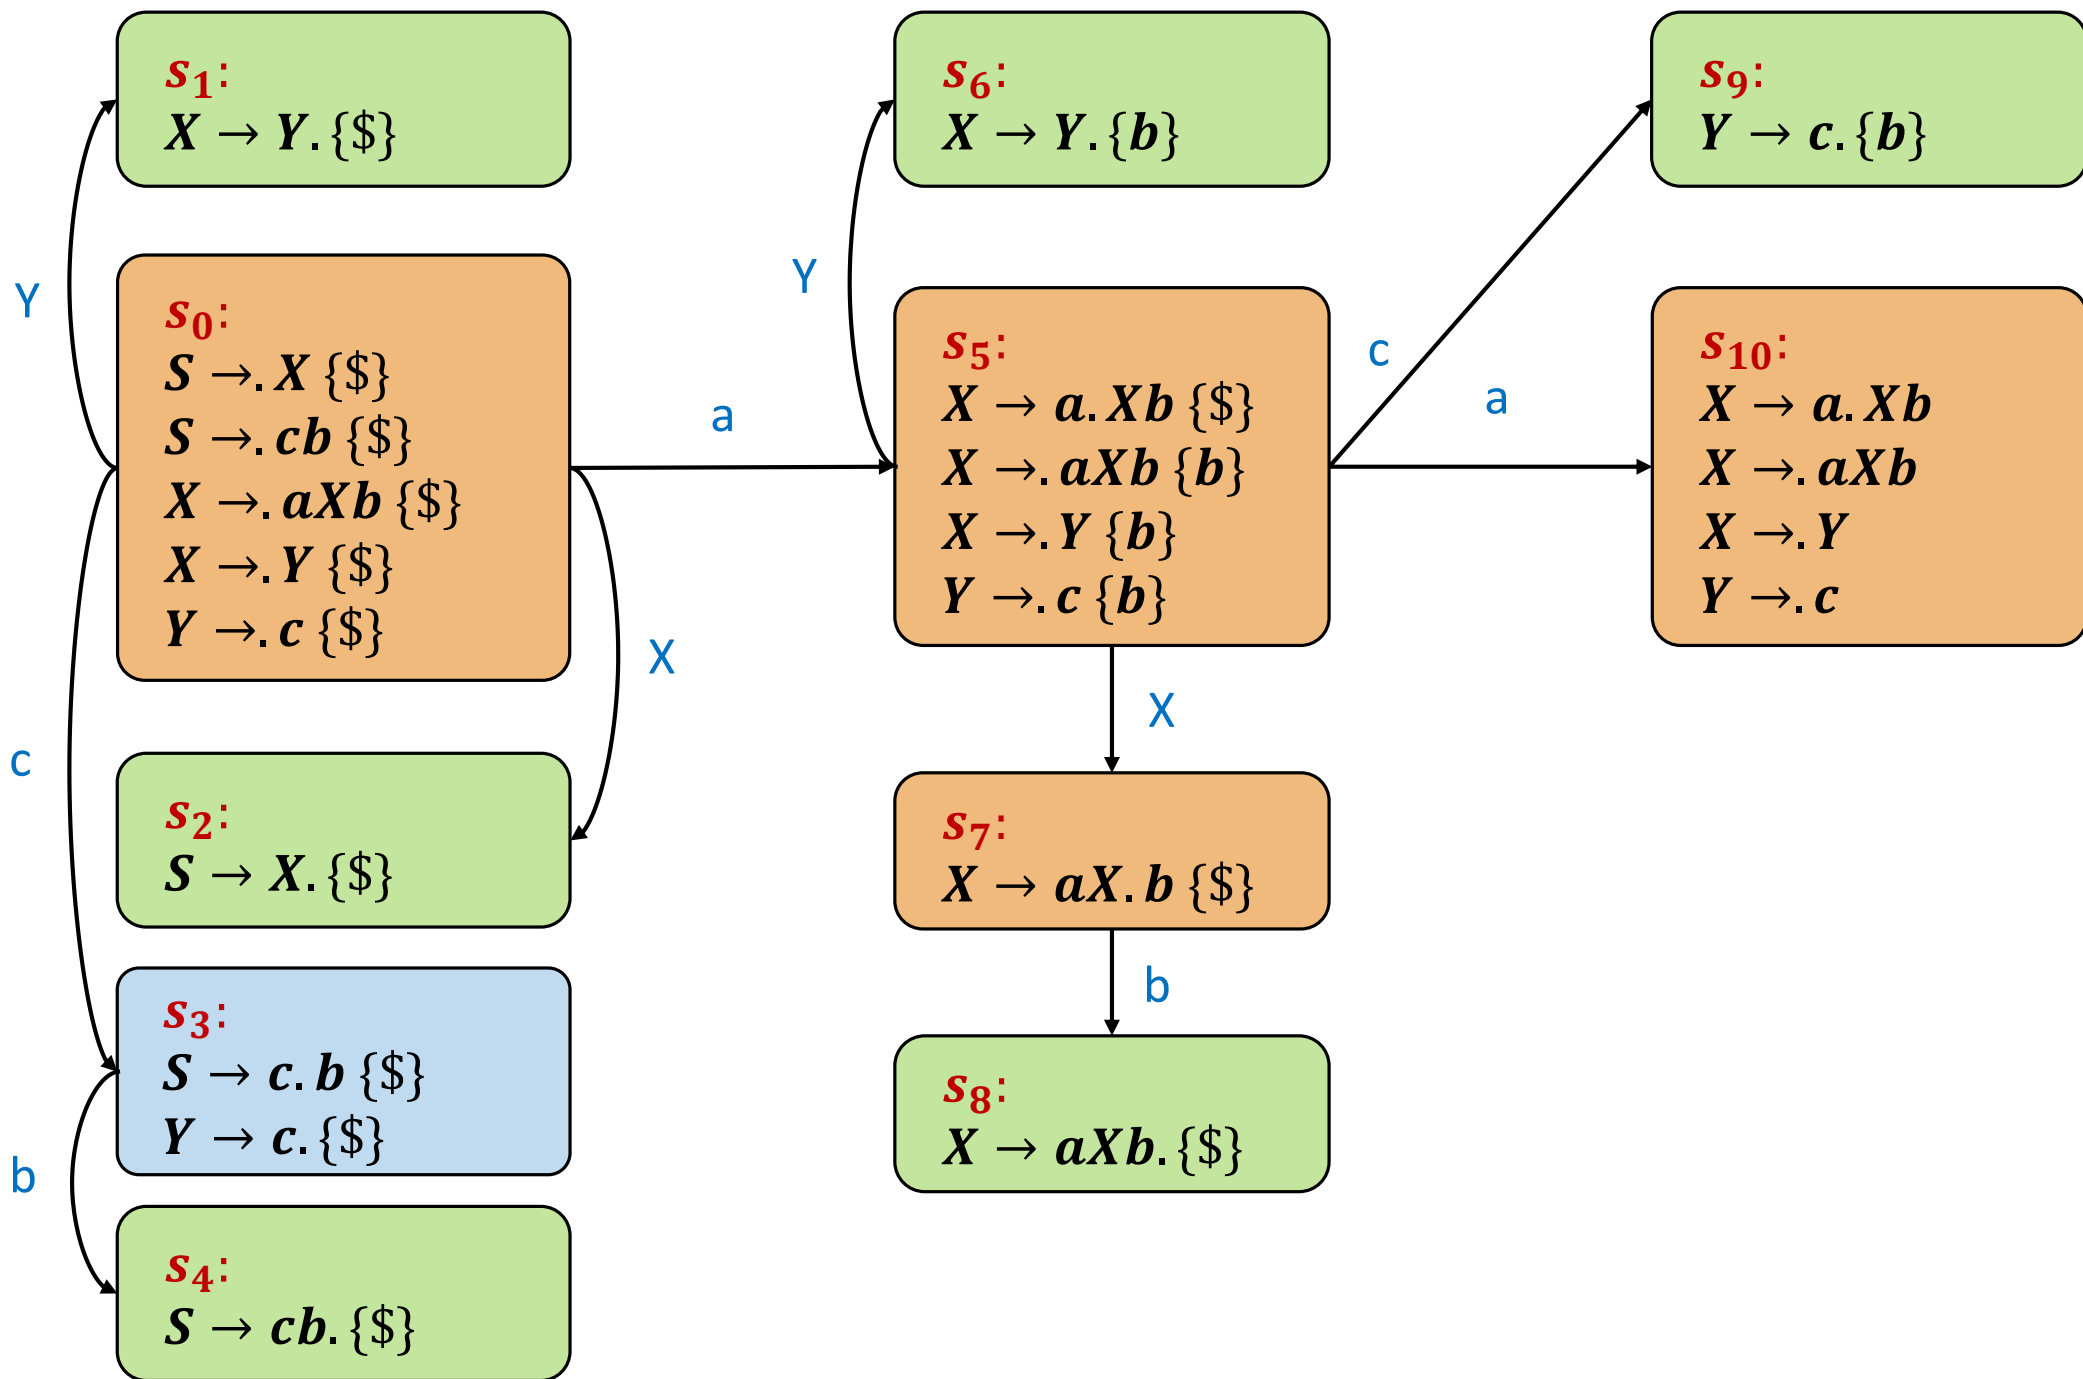 s₁:
X → Y. {$}
Y
s₀:
S →. X {$}
S →. cb {$}
X →. aXb {$}
X →. Y {$}
Y →. c {$}
a
X
c
s₂:
S → X. {$}
s₃:
S → c. b {$}
Y → c. {$}
b
s₄:
S → cb. {$}
s₆:
X → Y. {b}
Y
s₅:
X → a. Xb {$}
X →. aXb {b}
X →. Y {b}
Y →. c {b}
c
a
X
s₇:
X → aX. b {$}
b
s₈:
X → aXb. {$}
s₉:
Y → c. {b}
s₁₀:
X → a. Xb
X →. aXb
X →. Y
Y →. c